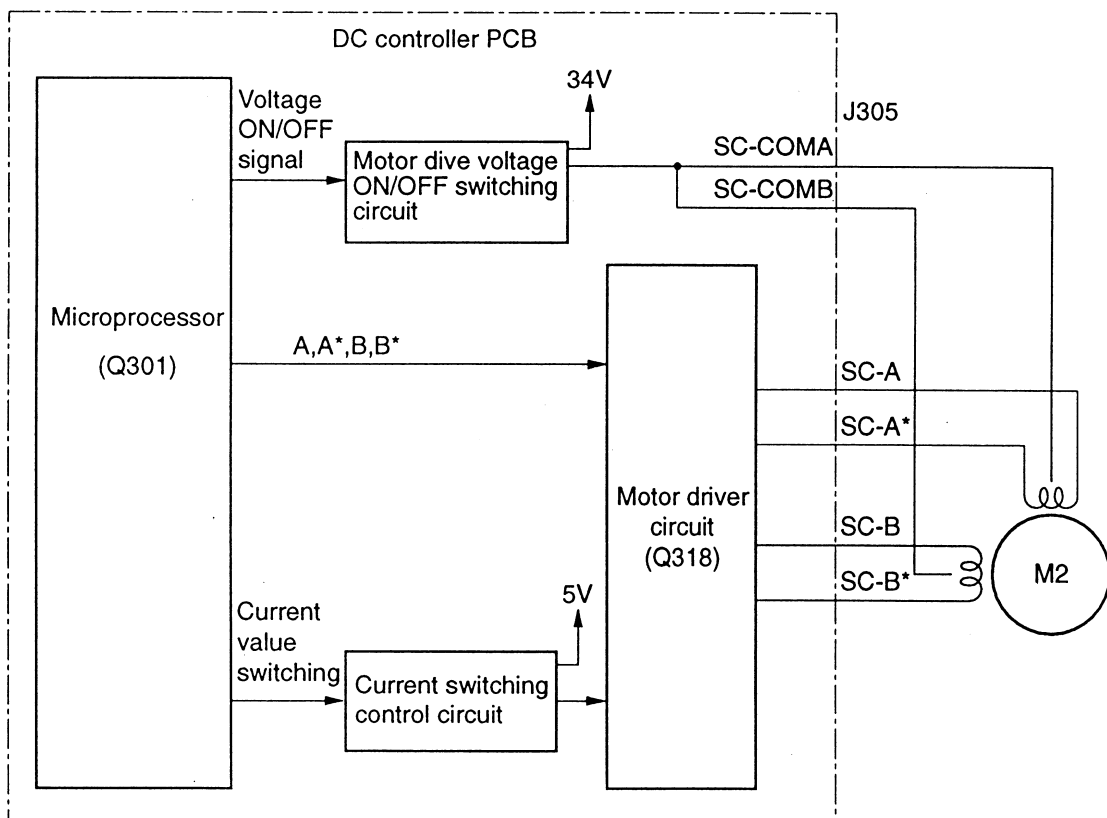 DC controller PCB
34V
J305
Voltage
ON/OFF
signal
Motor dive voltage
ON/OFF switching
circuit
SC-COMA
SC-COMB
Microprocessor
(Q301)
A,A*,B,B*
SC-A
SC-A*
Motor driver
circuit
(Q318)
SC-B
SC-B*
M2
Current
value
switching
5V
Current switching
control circuit